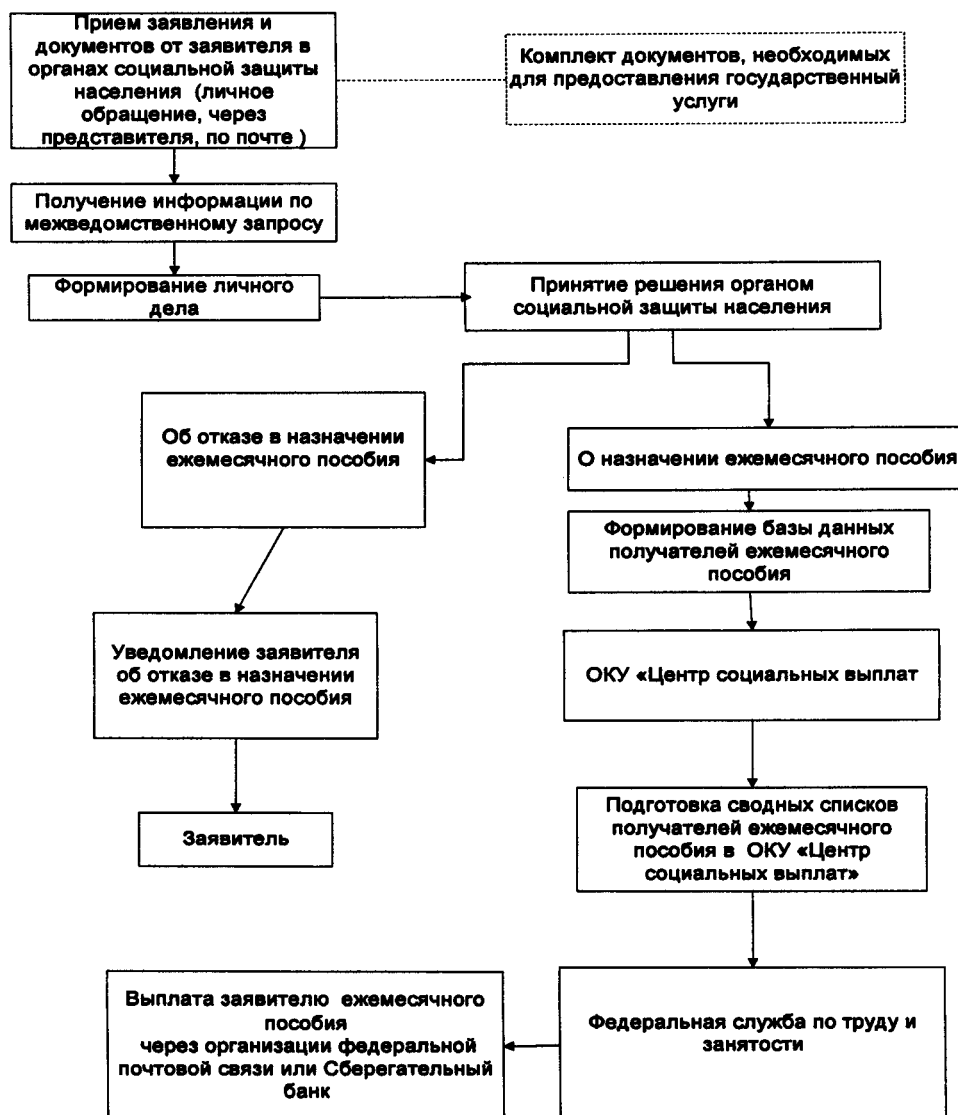 Прием заявления и
документов от заявителя в
органах социальной защиты
населения (личное
обращение, через
представителя, по почте )
Комплект документов, необходимых
для предоставления государственный
услуги
Получение информации по
межведомственному запросу
Формирование личного
дела
Принятие решения органом
социальной защиты населения
Об отказе в назначении
ежемесячного пособия
О назначении ежемесячного пособия
Формирование базы данных
получателей ежемесячного
пособия
Уведомление заявителя
об отказе в назначении
ежемесячного пособия
ОКУ «Центр социальных выплат
Заявитель
Подготовка сводных списков
получателей ежемесячного
пособия в ОКУ «Центр
социальных выплат»
Выплата заявителю ежемесячного
пособия
через организации федеральной
почтовой связи или Сберегательный
банк
Федеральная служба по труду и
занятости